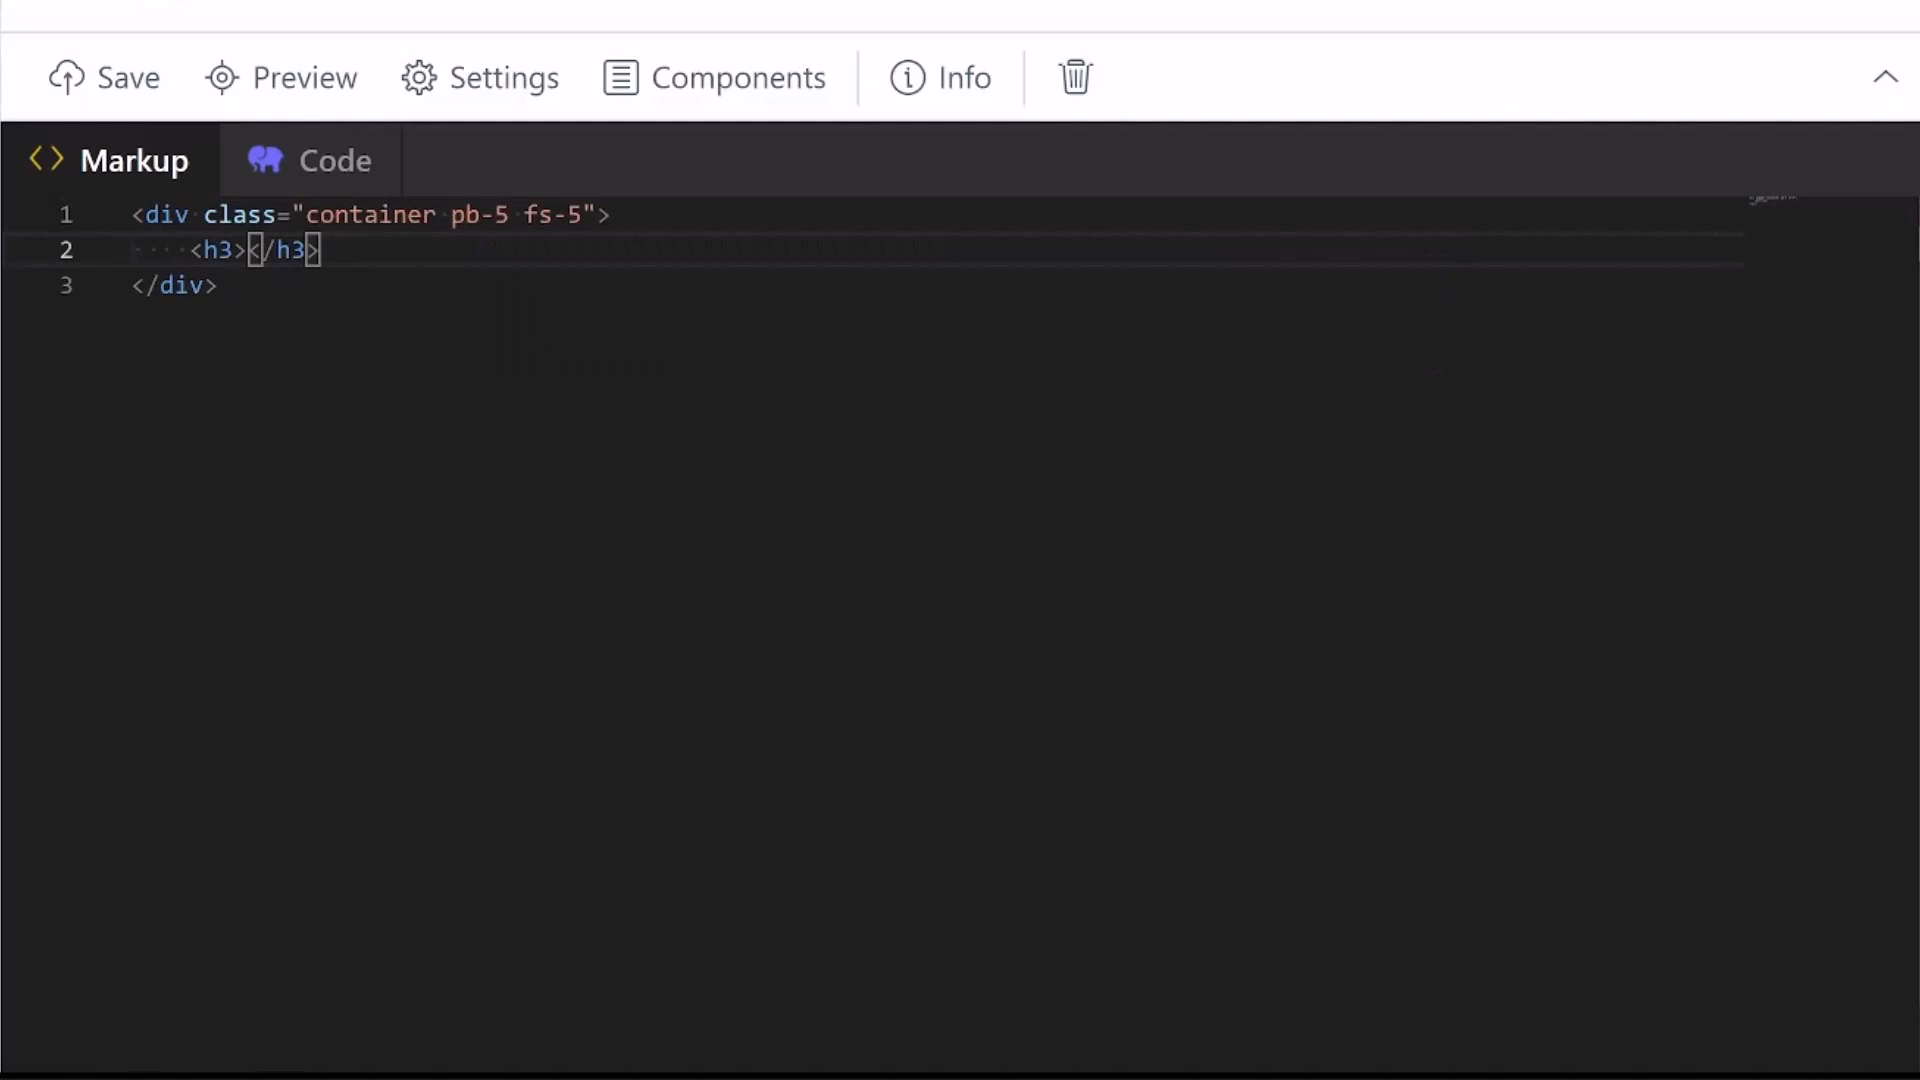 Save Preview Settings Components Info
Markup Code
1 <div class="container pb-5 fs-5">
2 <h3></h3>
3 </div>